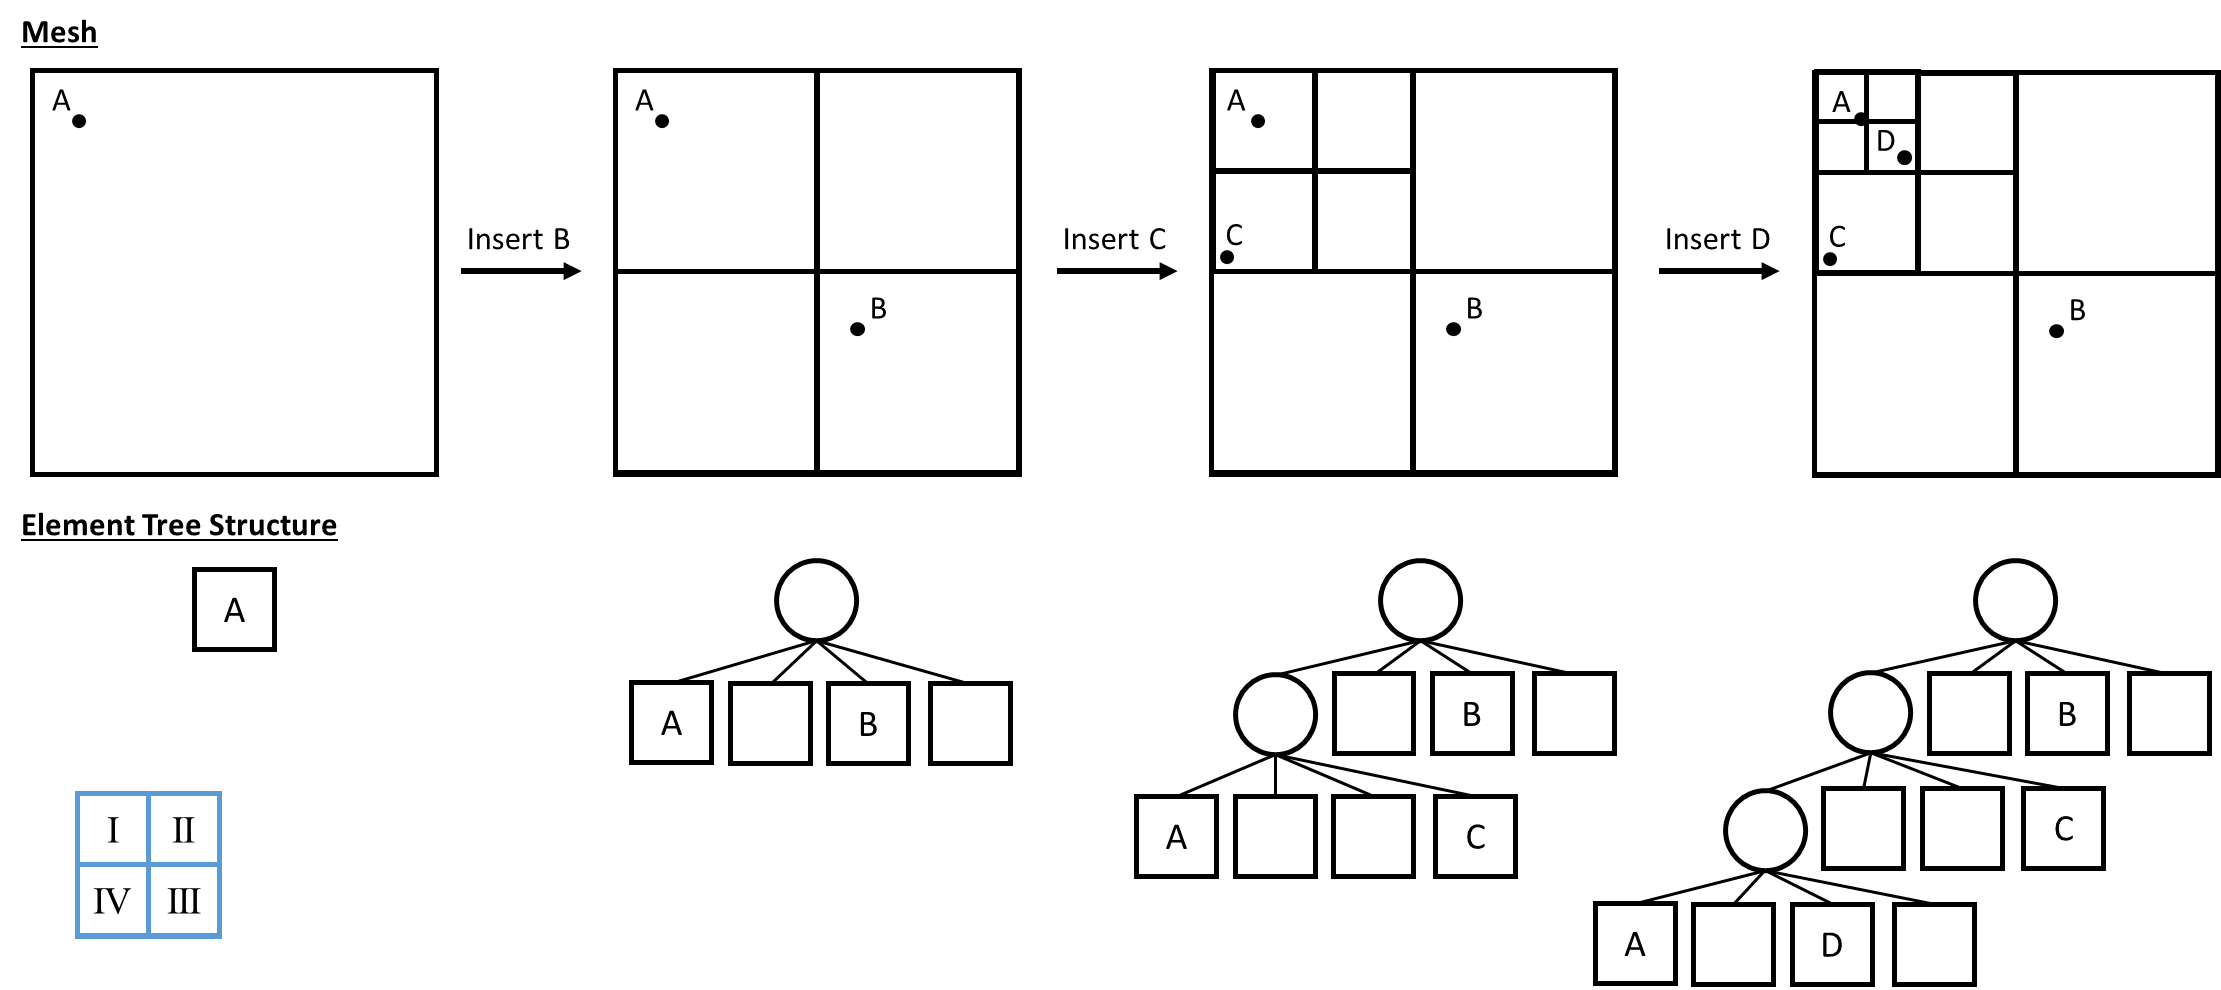 Mesh
A
A
A
A
D
Insert B
Insert C
Insert D
C
C
B
B
B
Element Tree Structure
A
A
B
B
B
A
C
C
A
D
I II
IV III